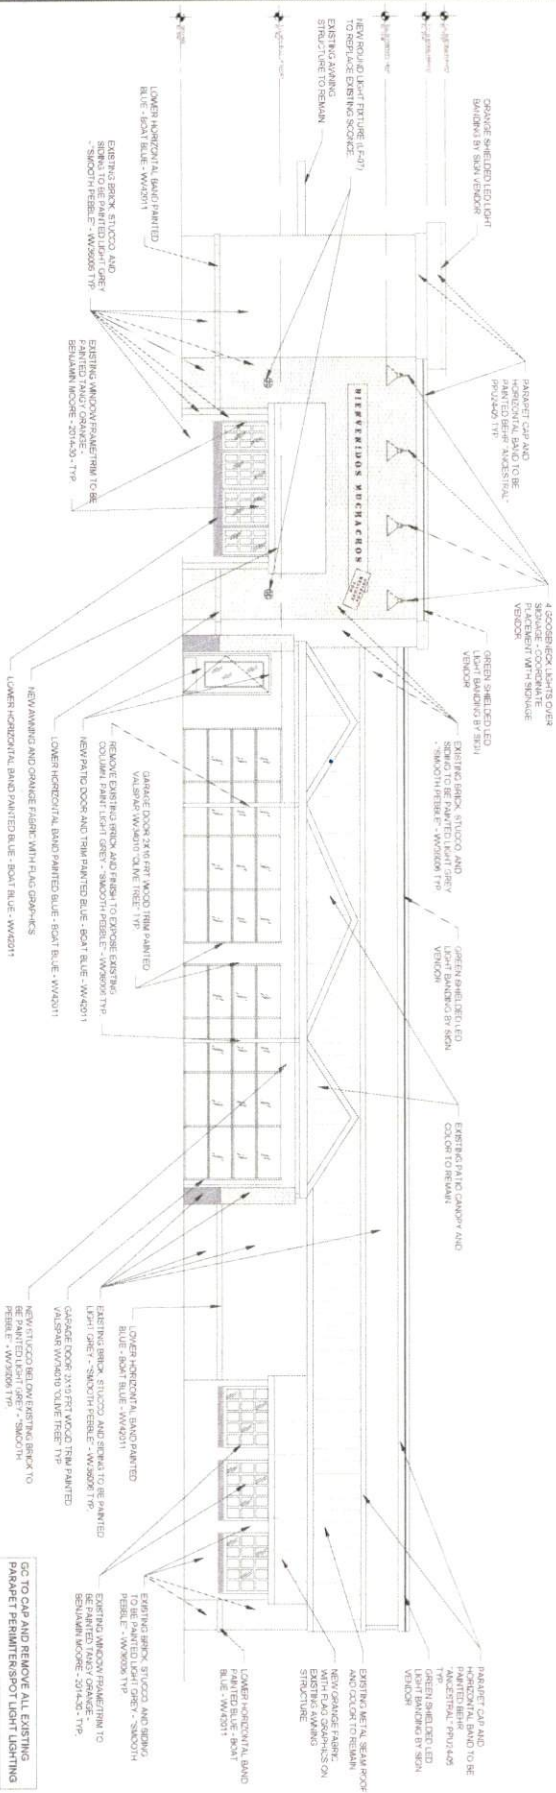 ORANGE SHIELDED LED LIGHT
BANDING BY SIGN VENDOR
NEW ROUND LIGHT FIXTURE (LF-07)
TO REPLACE EXISTING SCONCE
EXISTING AWNING
STRUCTURE TO REMAIN
LOWER HORIZONTAL BAND PAINTED
BLUE - BOAT BLUE - WV42011
EXISTING BRICK, STUCCO, AND
SIDING TO BE PAINTED LIGHT GREY
- "SMOOTH PEBBLE" - WV36006 TYP.
EXISTING WINDOW FRAME/TRIM TO BE
PAINTED TANGY ORANGE -
BENJAMIN MOORE - 2014-30 - TYP.
PARAPET CAP AND
HORIZONTAL BAND TO BE
PAINTED BEHR "ANCESTRAL"
PPU24-05 TYP.
4 GOOSENECK LIGHTS OVER
SIGNAGE - COORDINATE
PLACEMENT WITH SIGNAGE
VENDOR
BIENVENIDOS MUCHACHOS
GREEN SHIELDED LED
LIGHT BANDING BY SIGN
VENDOR
EXISTING BRICK, STUCCO, AND
SIDING TO BE PAINTED LIGHT GREY
- "SMOOTH PEBBLE" - WV36006 TYP.
GREEN SHIELDED LED
LIGHT BANDING BY SIGN
VENDOR
EXISTING PATIO CANOPY AND
COLOR TO REMAIN
GARAGE DOOR 2X10 FRT WOOD TRIM PAINTED
VALSPAR WV34010 "OLIVE TREE" TYP.
REMOVE EXISTING BRICK AND FINISH TO EXPOSE EXISTING
COLUMN. PAINT LIGHT GREY - "SMOOTH PEBBLE" - WV36006 TYP.
NEW PATIO DOOR AND TRIM PAINTED BLUE - BOAT BLUE - WV42011
LOWER HORIZONTAL BAND PAINTED BLUE - BOAT BLUE - WV42011
NEW AWNING AND ORANGE FABRIC WITH FLAG GRAPHICS
LOWER HORIZONTAL BAND PAINTED BLUE - BOAT BLUE - WV42011
LOWER HORIZONTAL BAND PAINTED
BLUE - BOAT BLUE - WV42011
EXISTING BRICK, STUCCO, AND SIDING TO BE PAINTED
LIGHT GREY - "SMOOTH PEBBLE" - WV36006 TYP.
GARAGE DOOR 2X10 FRT WOOD TRIM PAINTED
VALSPAR WV34010 "OLIVE TREE" TYP.
NEW STUCCO BELOW EXISTING BRICK TO
BE PAINTED LIGHT GREY - "SMOOTH
PEBBLE" - WV36006 TYP.
PARAPET CAP AND
HORIZONTAL BAND TO BE
PAINTED BEHR
"ANCESTRAL" PPU24-05
TYP.
GREEN SHIELDED LED
LIGHT BANDING BY SIGN
VENDOR
EXISTING METAL SEAM ROOF
AND COLOR TO REMAIN
NEW ORANGE FABRIC
WITH FLAG GRAPHICS ON
EXISTING AWNING
STRUCTURE
LOWER HORIZONTAL BAND
PAINTED BLUE - BOAT
BLUE - WV42011
EXISTING BRICK, STUCCO, AND SIDING
TO BE PAINTED LIGHT GREY - "SMOOTH
PEBBLE" - WV36006 TYP.
EXISTING WINDOW FRAME/TRIM TO
BE PAINTED TANGY ORANGE -
BENJAMIN MOORE - 2014-30 - TYP.
GC TO CAP AND REMOVE ALL EXISTING
PARAPET PERIMITER/SPOT LIGHT LIGHTING